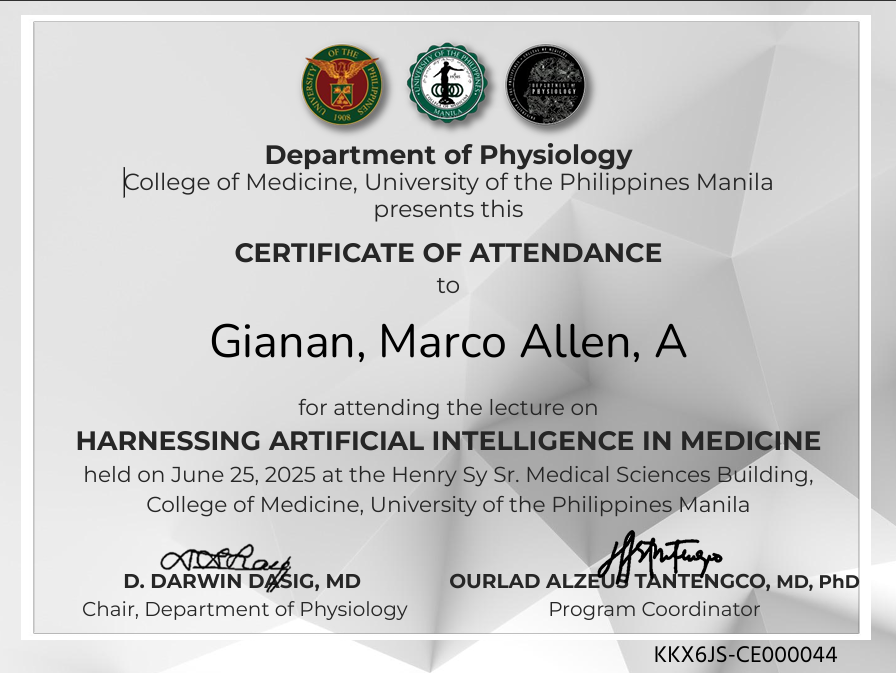 UNIVERSITY OF THE PHILIPPINES
1908
UNIVERSITY OF THE PHILIPPINES
COLLEGE OF MEDICINE
MANILA
DEPARTMENT OF
PHYSIOLOGY
Department of Physiology
College of Medicine, University of the Philippines Manila
presents this
CERTIFICATE OF ATTENDANCE
to
Gianan, Marco Allen, A
for attending the lecture on
HARNESSING ARTIFICIAL INTELLIGENCE IN MEDICINE
held on June 25, 2025 at the Henry Sy Sr. Medical Sciences Building,
College of Medicine, University of the Philippines Manila
D. DARWIN DASIG, MD
Chair, Department of Physiology
OURLAD ALZEUS TANTENGCO, MD, PhD
Program Coordinator
KKX6JS-CE000044